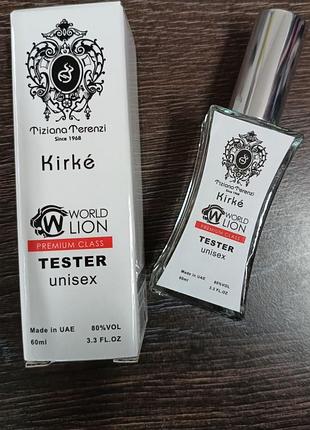 Tiziana Terenzi
Since 1968
Kirké
WORLD
LION
PREMIUM CLASS
TESTER
unisex
Made in UAE 80%VOL
60ml 3.3 FL.OZ
Tiziana Terenzi
Since 1968
Kirké
WORLD
LION
PREMIUM CLASS
TESTER
unisex
Made in UAE 80%VOL
60ml 3.3 FL.OZ